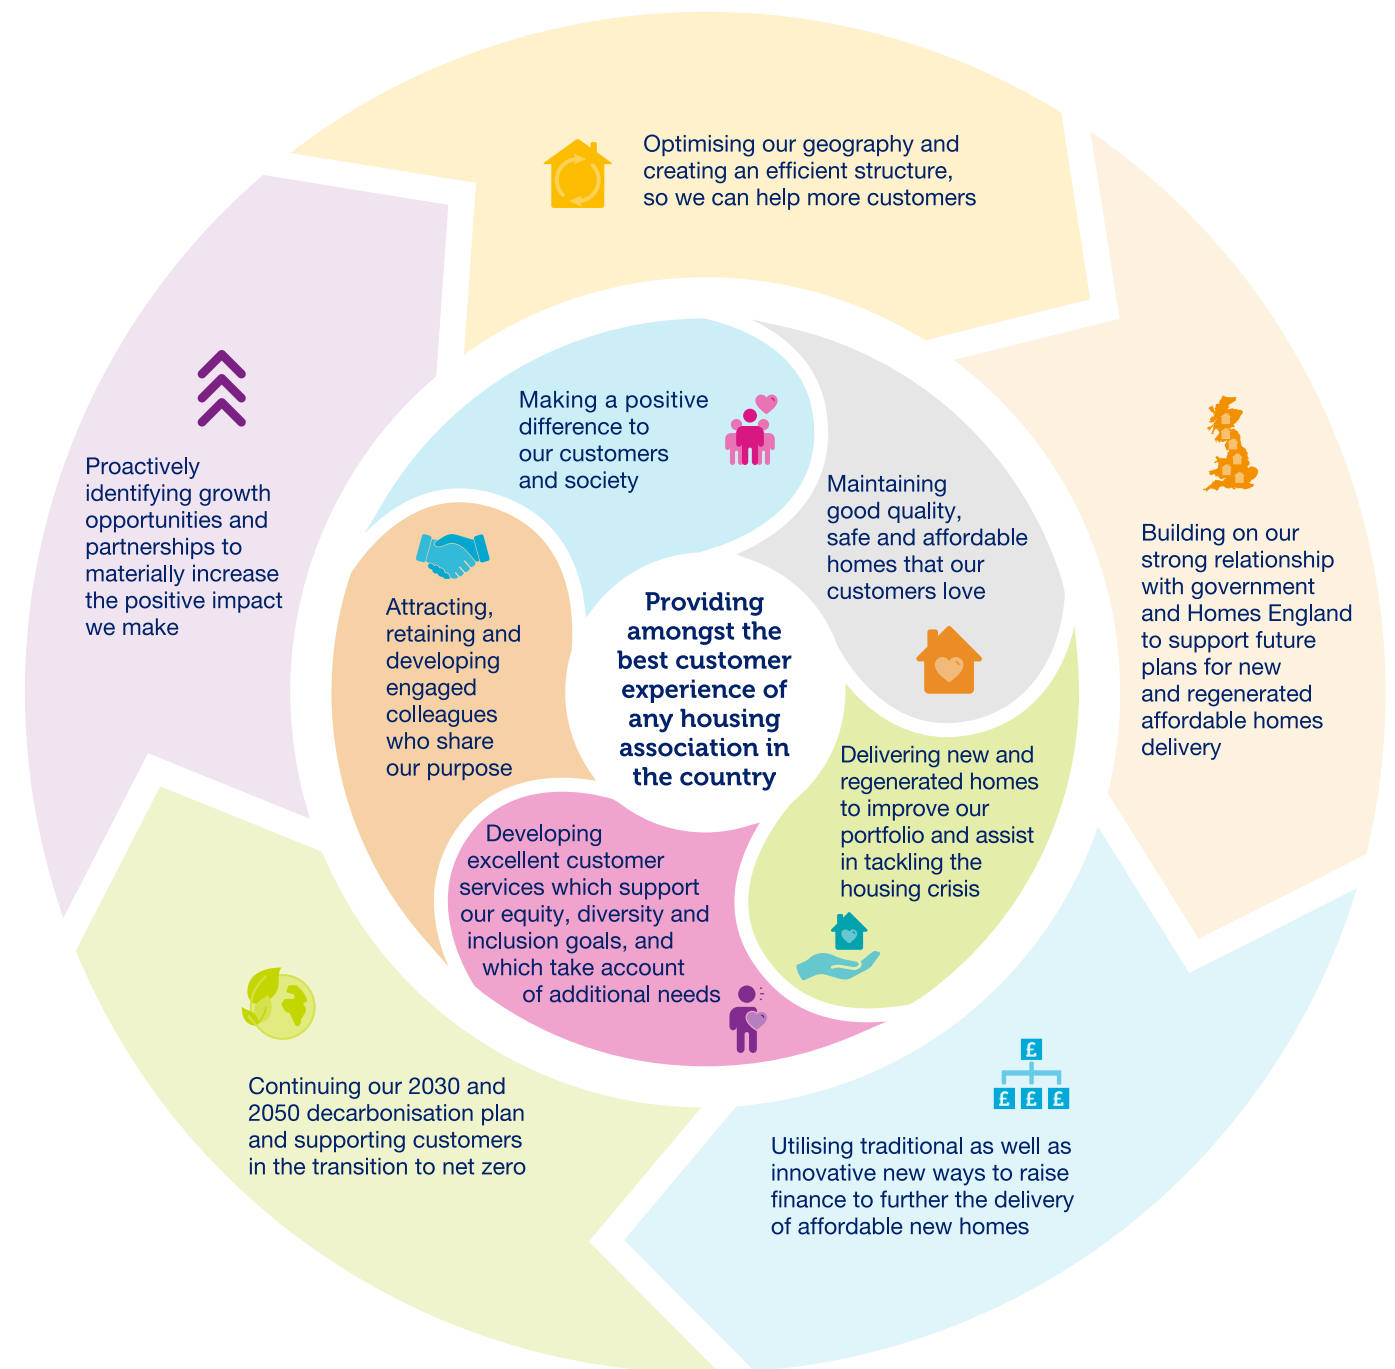 Optimising our geography and
creating an efficient structure,
so we can help more customers
Building on our
strong relationship
with government
and Homes England
to support future
plans for new
and regenerated
affordable homes
delivery
£
£ £ £
Utilising traditional as well as
innovative new ways to raise
finance to further the delivery
of affordable new homes
Continuing our 2030 and
2050 decarbonisation plan
and supporting customers
in the transition to net zero
Proactively
identifying growth
opportunities and
partnerships to
materially increase
the positive impact
we make
Making a positive
difference to
our customers
and society
Maintaining
good quality,
safe and affordable
homes that our
customers love
Delivering new and
regenerated homes
to improve our
portfolio and assist
in tackling the
housing crisis
Developing
excellent customer
services which support
our equity, diversity and
inclusion goals, and
which take account
of additional needs
Attracting,
retaining and
developing
engaged
colleagues
who share
our purpose
Providing
amongst the
best customer
experience of
any housing
association in
the country